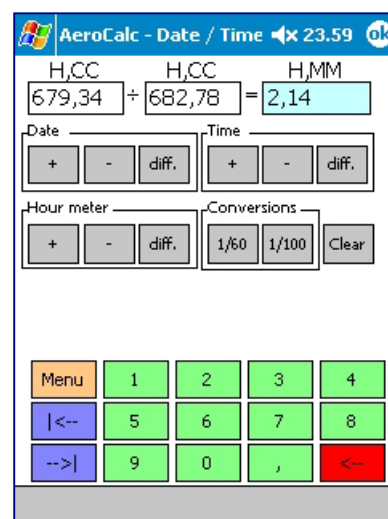 AeroCalc - Date / Time 23.59 ok
H,CC H,CC H,MM
679,34 ÷ 682,78 = 2,14
Date Time
+ - diff. + - diff.
Hour meter Conversions
+ - diff. 1/60 1/100 Clear
Menu 1 2 3 4
|<-- 5 6 7 8
-->| 9 0 , <--